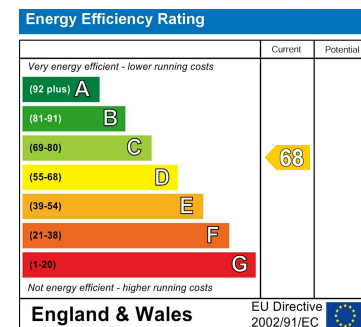 Energy Efficiency Rating
Current Potential
Very energy efficient - lower running costs
(92 plus) A
(81-91) B
(69-80) C
68
(55-68) D
(39-54) E
(21-38) F
(1-20) G
Not energy efficient - higher running costs
England & Wales
EU Directive
2002/91/EC